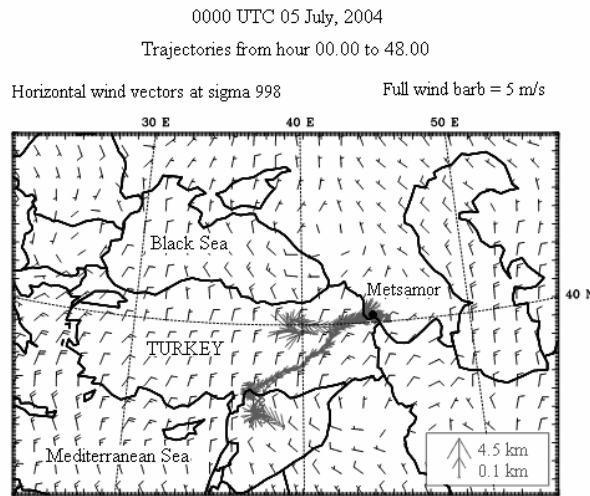 0000 UTC 05 July, 2004
Trajectories from hour 00.00 to 48.00
Horizontal wind vectors at sigma 998
Full wind barb = 5 m/s
30 E
40 E
50 E
Black Sea
Metsamor
40 N
TURKEY
Mediterranean Sea
4.5 km
0.1 km